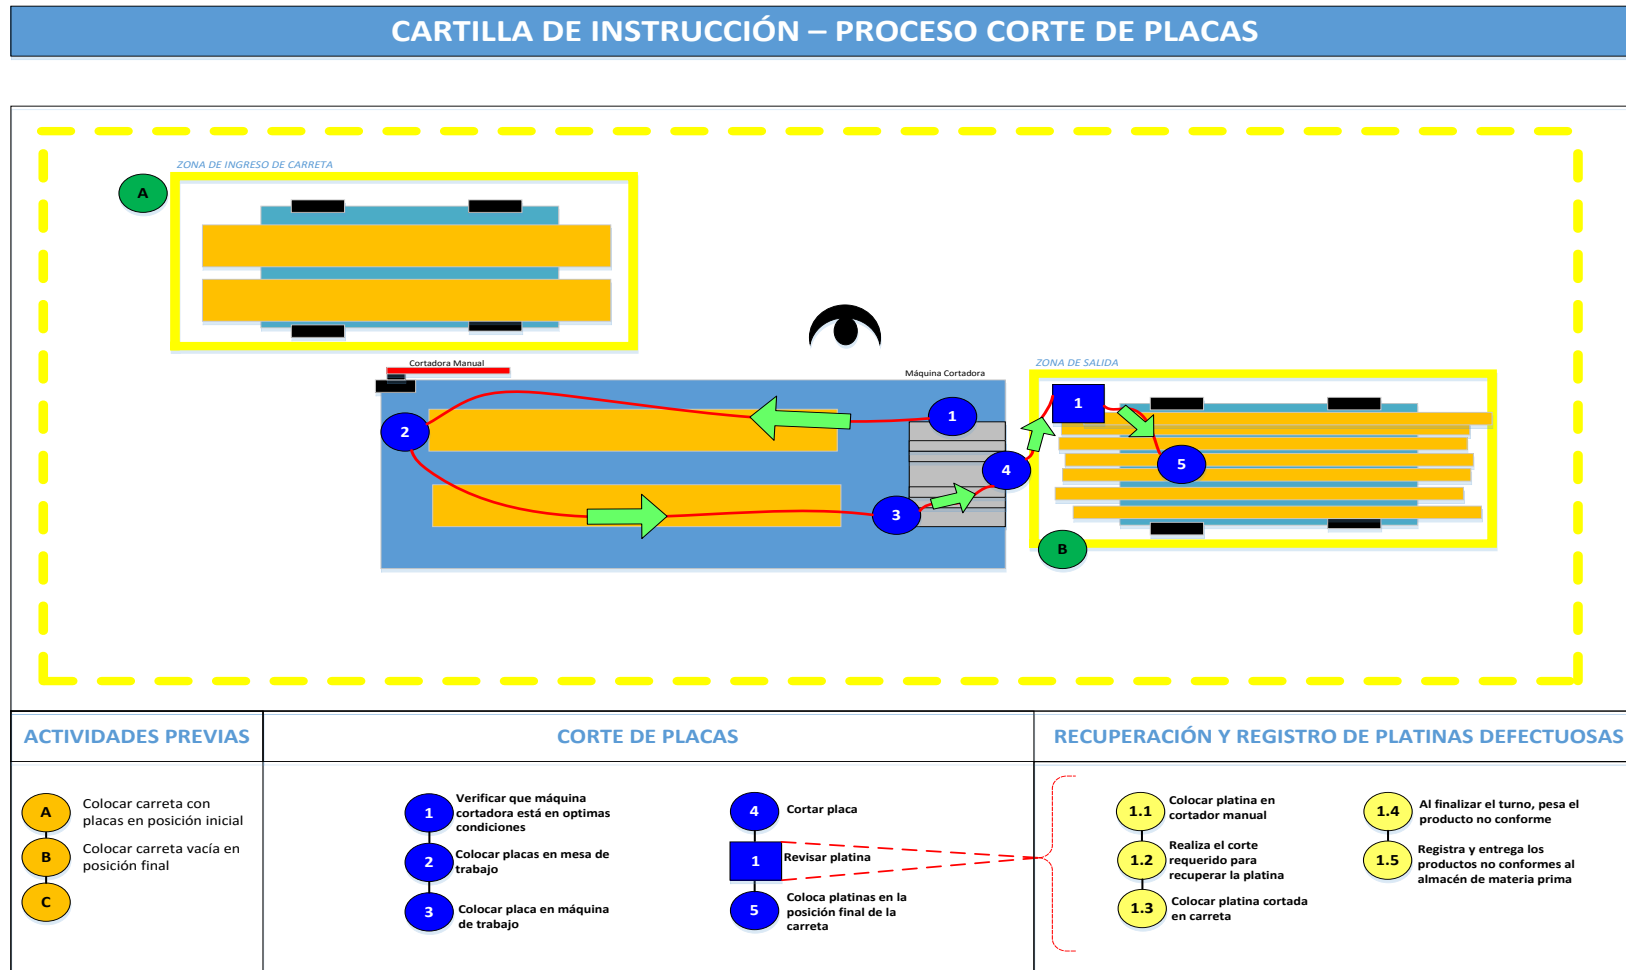 CARTILLA DE INSTRUCCIÓN – PROCESO CORTE DE PLACAS
ZONA DE INGRESO DE CARRETA
A
Cortadora Manual
Máquina Cortadora
ZONA DE SALIDA
1
1
2
4
5
3
B
ACTIVIDADES PREVIAS
A
Colocar carreta con
placas en posición inicial
B
Colocar carreta vacía en
posición final
C
CORTE DE PLACAS
1
Verificar que máquina
cortadora está en optimas
condiciones
2
Colocar placas en mesa de
trabajo
3
Colocar placa en máquina
de trabajo
4
Cortar placa
1
Revisar platina
5
Coloca platinas en la
posición final de la
carreta
RECUPERACIÓN Y REGISTRO DE PLATINAS DEFECTUOSAS
1.1
Colocar platina en
cortador manual
1.2
Realiza el corte
requerido para
recuperar la platina
1.3
Colocar platina cortada
en carreta
1.4
Al finalizar el turno, pesa el
producto no conforme
1.5
Registra y entrega los
productos no conformes al
almacén de materia prima